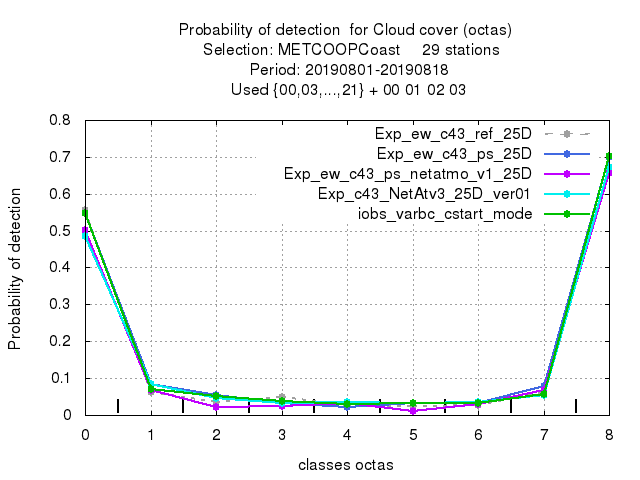 Probability of detection  for Cloud cover (octas)
Selection: METCOOPCoast     29 stations
Period: 20190801-20190818
Used {00,03,...,21} + 00 01 02 03
Exp_ew_c43_ref_25D
Exp_ew_c43_ps_25D
Exp_ew_c43_ps_netatmo_v1_25D
Exp_c43_NetAtv3_25D_ver01
iobs_varbc_cstart_mode
Probability of detection
0.8
0.7
0.6
0.5
0.4
0.3
0.2
0.1
0
0 1 2 3 4 5 6 7 8
classes octas